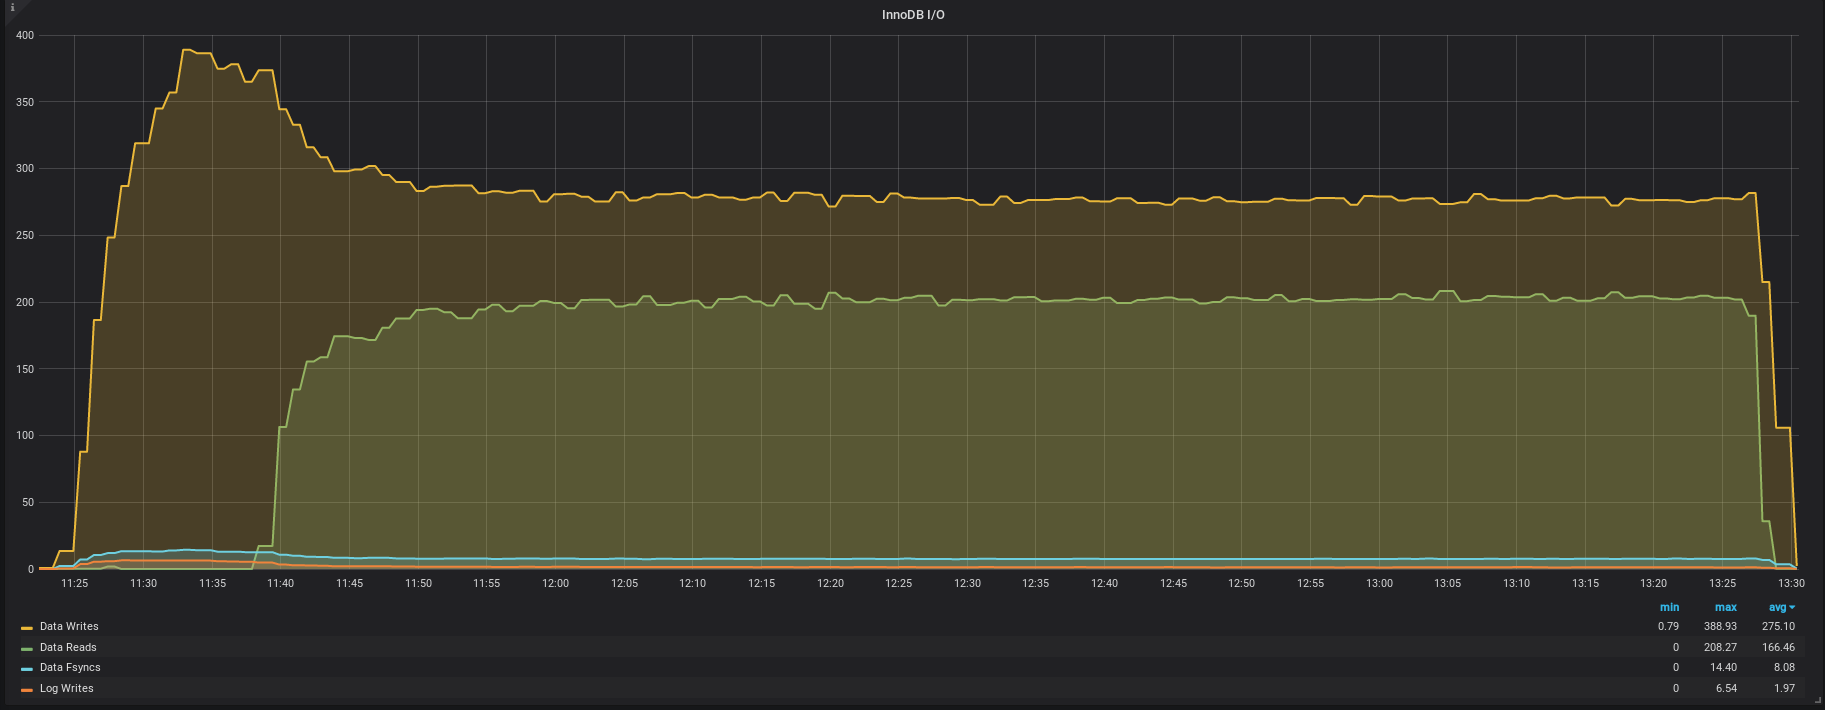 i
InnoDB I/O
400
350
300
250
200
150
100
50
0
11:25 11:30 11:35 11:40 11:45 11:50 11:55 12:00 12:05 12:10 12:15 12:20 12:25 12:30 12:35 12:40 12:45 12:50 12:55 13:00 13:05 13:10 13:15 13:20 13:25 13:30
min max avg
Data Writes 0.79 388.93 275.10
Data Reads 0 208.27 166.46
Data Fsyncs 0 14.40 8.08
Log Writes 0 6.54 1.97